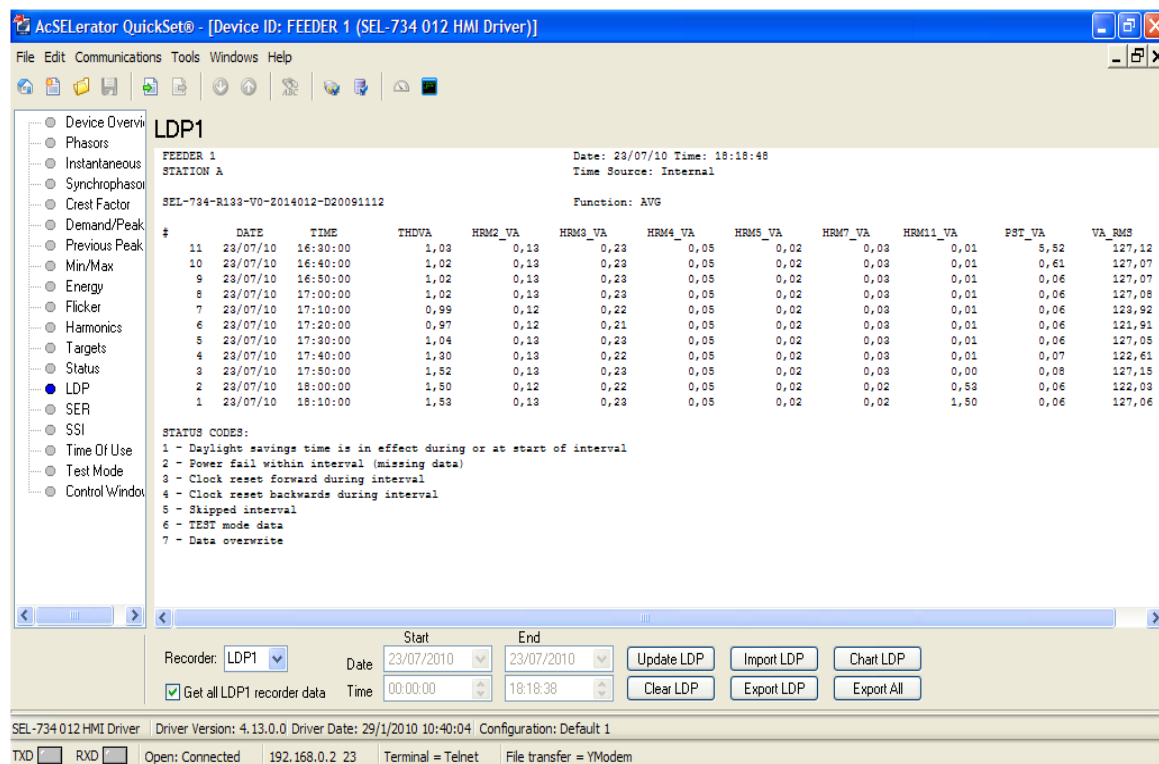 AcSELerator QuickSet® - [Device ID: FEEDER 1 (SEL-734 012 HMI Driver)]
File Edit Communications Tools Windows Help
ABC
Device Overvi
Phasors
Instantaneous
Synchrophasor
Crest Factor
Demand/Peak
Previous Peak
Min/Max
Energy
Flicker
Harmonics
Targets
Status
LDP
SER
SSI
Time Of Use
Test Mode
Control Window
LDP1
FEEDER 1 Date: 23/07/10 Time: 18:18:48
STATION A Time Source: Internal
SEL-734-R133-V0-Z014012-D20091112 Function: AVG
# DATE TIME THDVA HRM2_VA HRM3_VA HRM4_VA HRM5_VA HRM7_VA HRM11_VA PST_VA VA_RMS
11 23/07/10 16:30:00 1,03 0,13 0,23 0,05 0,02 0,03 0,01 5,52 127,12
10 23/07/10 16:40:00 1,02 0,13 0,23 0,05 0,02 0,03 0,01 0,61 127,07
9 23/07/10 16:50:00 1,02 0,13 0,23 0,05 0,02 0,03 0,01 0,06 127,07
8 23/07/10 17:00:00 1,02 0,13 0,23 0,05 0,02 0,03 0,01 0,06 127,08
7 23/07/10 17:10:00 0,99 0,12 0,22 0,05 0,02 0,03 0,01 0,06 123,92
6 23/07/10 17:20:00 0,97 0,12 0,21 0,05 0,02 0,03 0,01 0,06 121,91
5 23/07/10 17:30:00 1,04 0,13 0,23 0,05 0,02 0,03 0,01 0,06 127,05
4 23/07/10 17:40:00 1,30 0,13 0,22 0,05 0,02 0,03 0,01 0,07 122,61
3 23/07/10 17:50:00 1,52 0,13 0,23 0,05 0,02 0,02 0,00 0,08 127,15
2 23/07/10 18:00:00 1,50 0,12 0,22 0,05 0,02 0,02 0,53 0,06 122,03
1 23/07/10 18:10:00 1,53 0,13 0,23 0,05 0,02 0,02 1,50 0,06 127,06
STATUS CODES:
1 - Daylight savings time is in effect during or at start of interval
2 - Power fail within interval (missing data)
3 - Clock reset forward during interval
4 - Clock reset backwards during interval
5 - Skipped interval
6 - TEST mode data
7 - Data overwrite
Start End
Recorder: LDP1 Date 23/07/2010 23/07/2010 Update LDP Import LDP Chart LDP
Get all LDP1 recorder data Time 00:00:00 18:18:38 Clear LDP Export LDP Export All
SEL-734 012 HMI Driver Driver Version: 4.13.0.0 Driver Date: 29/1/2010 10:40:04 Configuration: Default 1
TXD RXD Open: Connected 192.168.0.2 23 Terminal = Telnet File transfer = YModem